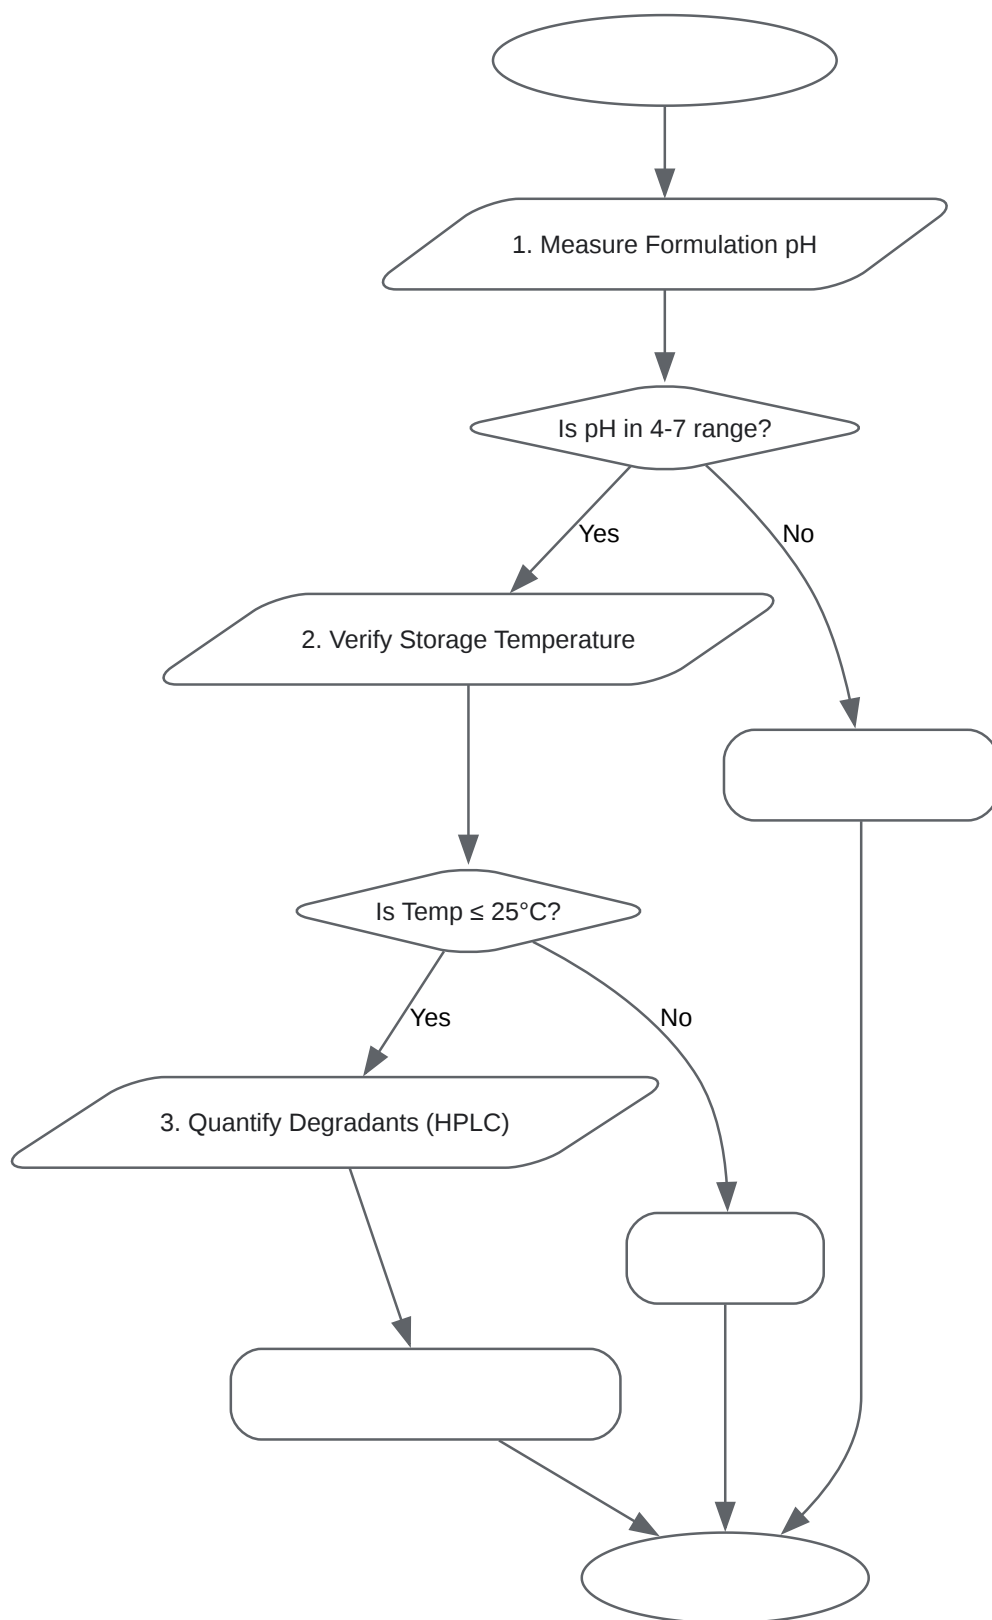 1. Measure Formulation pH
Is pH in 4-7 range?
Yes
No
2. Verify Storage Temperature
Is Temp ≤ 25°C?
Yes
No
3. Quantify Degradants (HPLC)